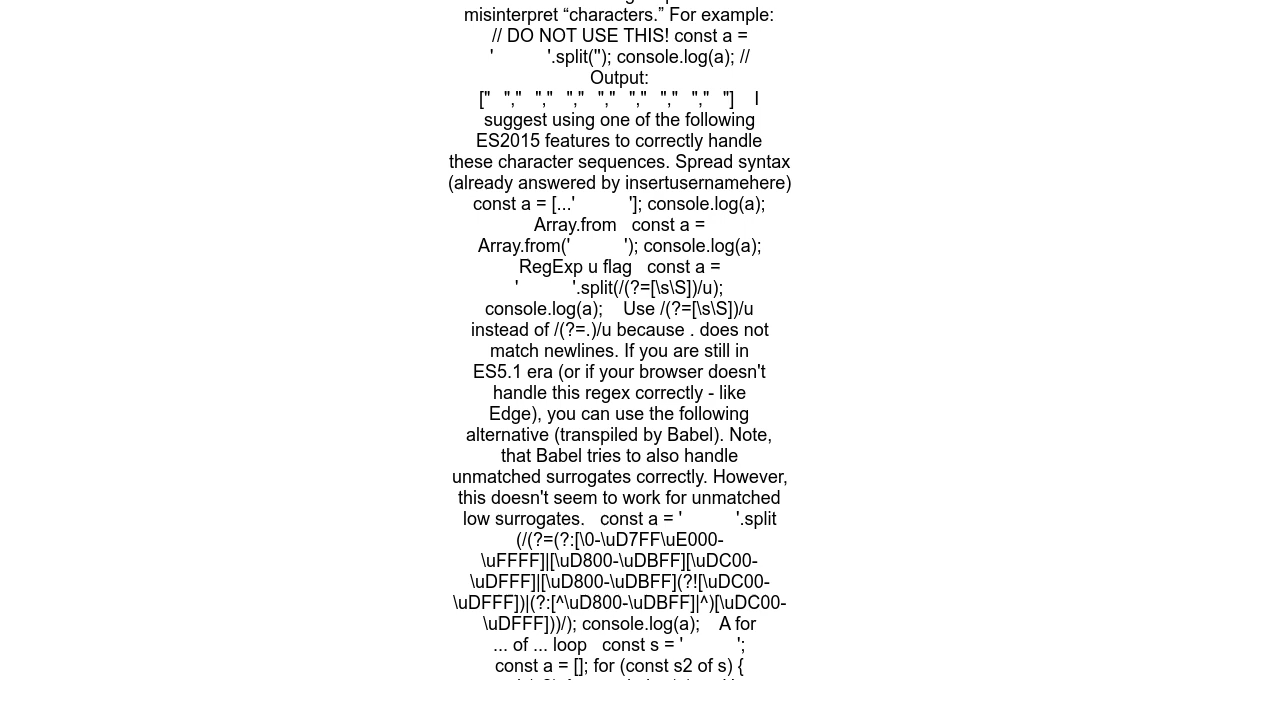 misinterpret “characters.” For example:
// DO NOT USE THIS! const a =
' '.split(''); console.log(a); //
Output:
[" "," "," "," "," "," "," "," "] I
suggest using one of the following
ES2015 features to correctly handle
these character sequences. Spread syntax
(already answered by insertusernamehere)
const a = [...' ']; console.log(a);
Array.from const a =
Array.from(' '); console.log(a);
RegExp u flag const a =
' '.split(/(?=[\s\S])/u);
console.log(a); Use /(?=[\s\S])/u
instead of /(?=.)/u because . does not
match newlines. If you are still in
ES5.1 era (or if your browser doesn't
handle this regex correctly - like
Edge), you can use the following
alternative (transpiled by Babel). Note,
that Babel tries to also handle
unmatched surrogates correctly. However,
this doesn't seem to work for unmatched
low surrogates. const a = ' '.split
(/(?=(?:[\0-\uD7FF\uE000-
\uFFFF]|[\uD800-\uDBFF][\uDC00-
\uDFFF]|[\uD800-\uDBFF](?![\uDC00-
\uDFFF])|(?:[^\uD800-\uDBFF]|^)[\uDC00-
\uDFFF]))/); console.log(a); A for
... of ... loop const s = ' ';
const a = []; for (const s2 of s) {